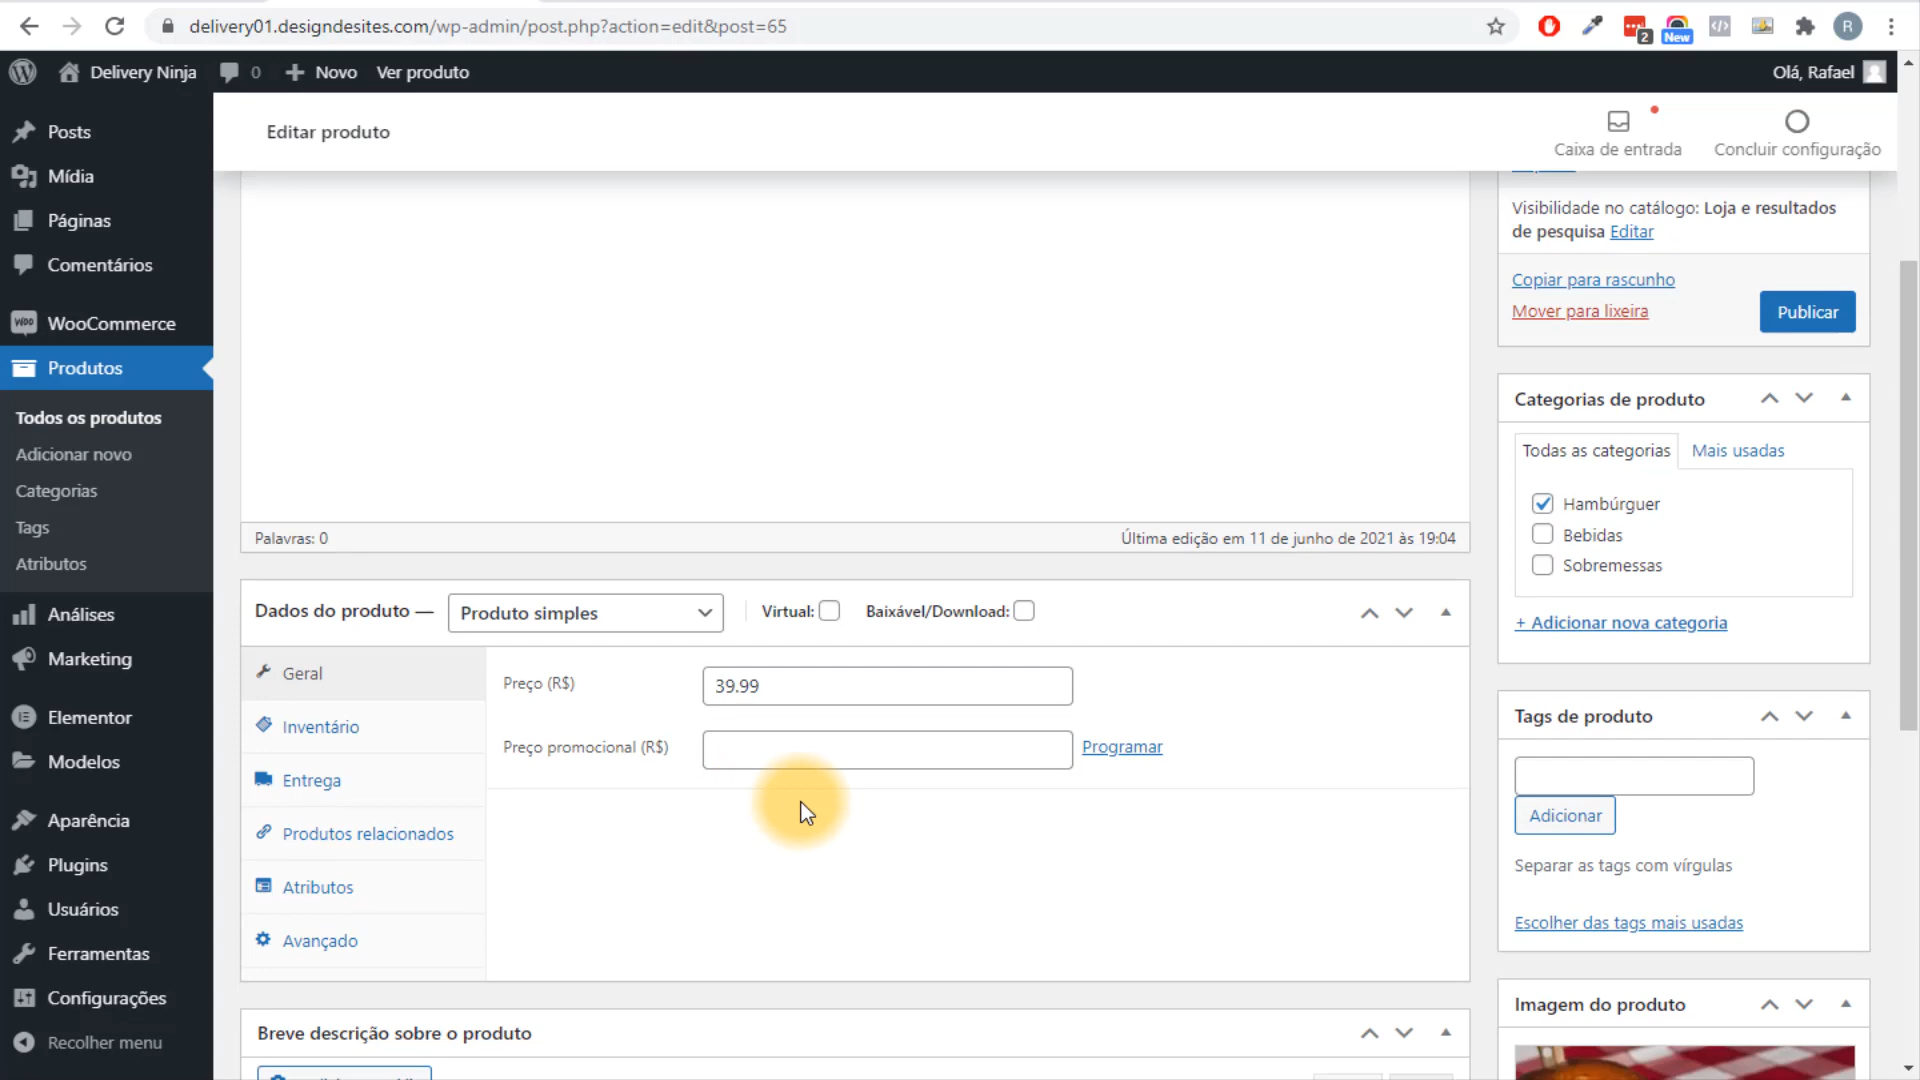 delivery01.designdesites.com/wp-admin/post.php?action=edit&post=65
2
New
R
Delivery Ninja
0
Novo
Ver produto
Olá, Rafael
Posts
Mídia
Páginas
Comentários
WooCommerce
Produtos
Todos os produtos
Adicionar novo
Categorias
Tags
Atributos
Análises
Marketing
Elementor
Modelos
Aparência
Plugins
Usuários
Ferramentas
Configurações
Recolher menu
Editar produto
Caixa de entrada
Concluir configuração
Palavras: 0
Última edição em 11 de junho de 2021 às 19:04
Dados do produto —
Produto simples
Virtual:
Baixável/Download:
Geral
Inventário
Entrega
Produtos relacionados
Atributos
Avançado
Preço (R$)
39.99
Preço promocional (R$)
Programar
Breve descrição sobre o produto
Visibilidade no catálogo: Loja e resultados
de pesquisa Editar
Copiar para rascunho
Mover para lixeira
Publicar
Categorias de produto
Todas as categorias
Mais usadas
Hambúrguer
Bebidas
Sobremessas
+ Adicionar nova categoria
Tags de produto
Adicionar
Separar as tags com vírgulas
Escolher das tags mais usadas
Imagem do produto